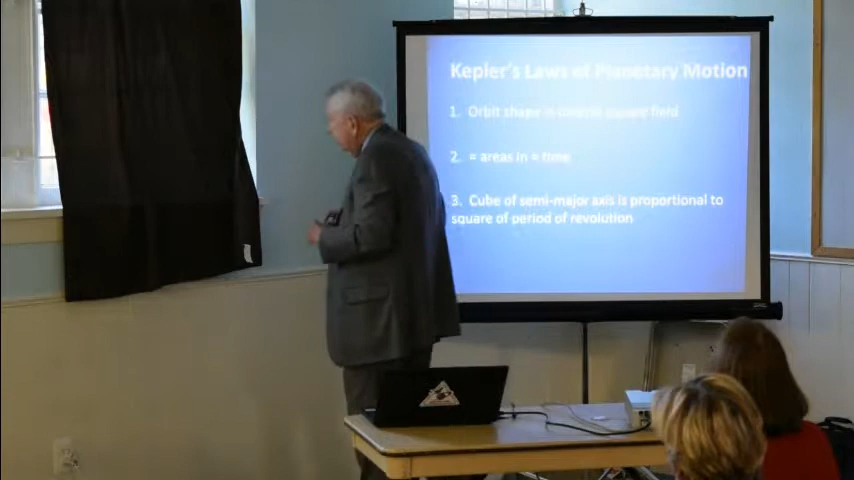 Kepler's Laws of Planetary Motion
1. Orbit shape in inverse square field
2. = areas in = time
3. Cube of semi-major axis is proportional to
square of period of revolution